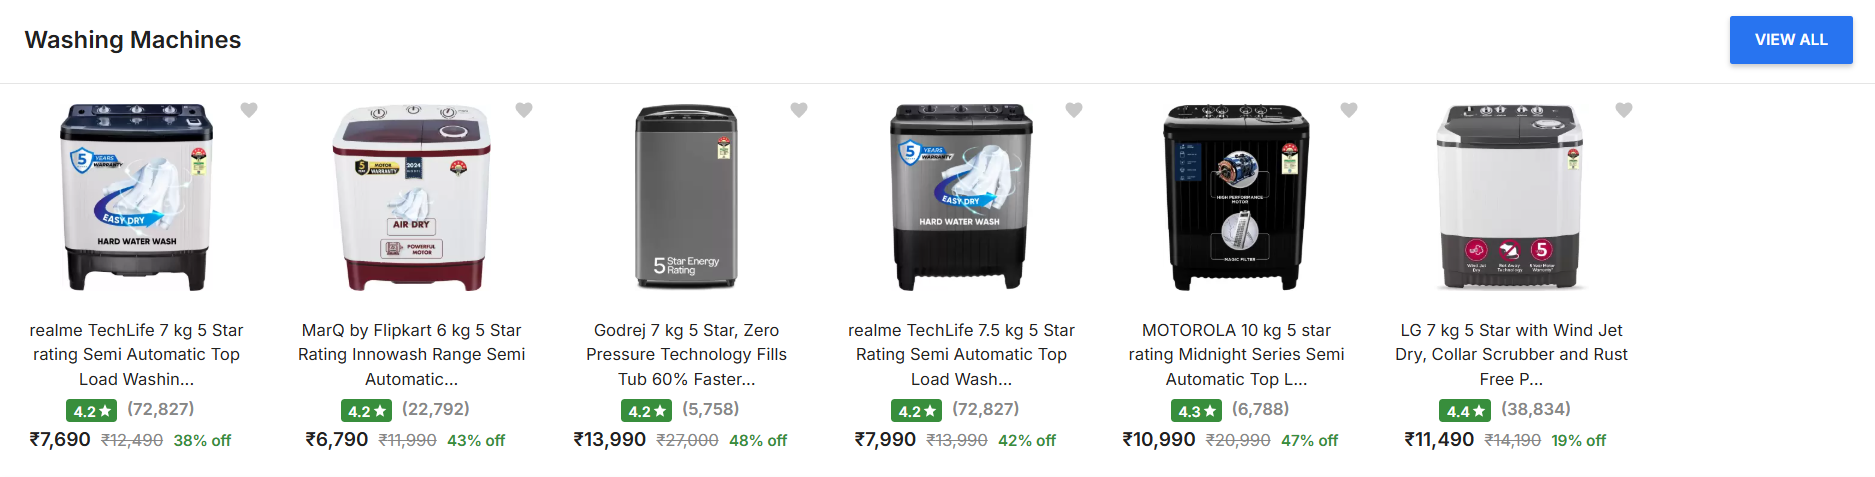 Washing Machines
VIEW ALL
5 YEARS WARRANTY
EASY DRY
HARD WATER WASH
realme TechLife 7 kg 5 Star
rating Semi Automatic Top
Load Washin...
4.2★ (72,827)
₹7,690 ₹12,490 38% off
5 YEAR MOTOR WARRANTY
2024
AIR DRY
POWERFUL
MOTOR
MarQ by Flipkart 6 kg 5 Star
Rating Innowash Range Semi
Automatic...
4.2★ (22,792)
₹6,790 ₹11,990 43% off
5 Star Energy
Rating
Godrej 7 kg 5 Star, Zero
Pressure Technology Fills
Tub 60% Faster...
4.2★ (5,758)
₹13,990 ₹27,000 48% off
5 YEARS WARRANTY
EASY DRY
HARD WATER WASH
realme TechLife 7.5 kg 5 Star
Rating Semi Automatic Top
Load Wash...
4.2★ (72,827)
₹7,990 ₹13,990 42% off
HIGH PERFORMANCE
MOTOR
MAGIC FILTER
MOTOROLA 10 kg 5 star
rating Midnight Series Semi
Automatic Top L...
4.3★ (6,788)
₹10,990 ₹20,990 47% off
5
Wind Jet
Dry
Rat Away
Technology
LG 7 kg 5 Star with Wind Jet
Dry, Collar Scrubber and Rust
Free P...
4.4★ (38,834)
₹11,490 ₹14,190 19% off